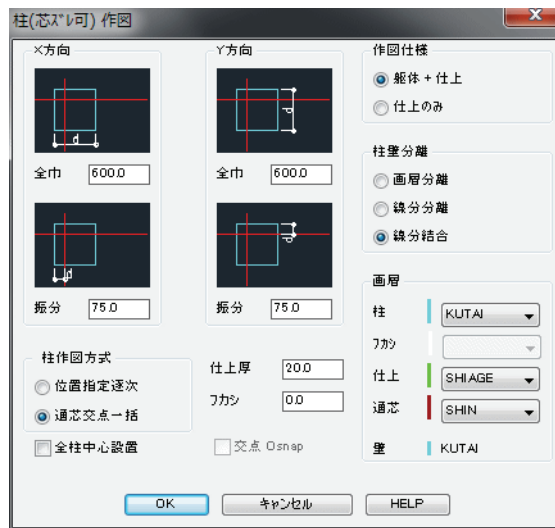 柱(芯ズレ可) 作図
X方向
d
全巾 600.0
d
振分 75.0
Y方向
d
全巾 600.0
d
振分 75.0
作図仕様
躯体 + 仕上
仕上のみ
柱壁分離
画層分離
線分分離
線分結合
画層
柱 KUTAI
フカシ
仕上 SHIAGE
通芯 SHIN
壁 KUTAI
柱作図方式
位置指定逐次
通芯交点一括
全柱中心設置
仕上厚 20.0
フカシ 0.0
交点 Osnap
OK
キャンセル
HELP